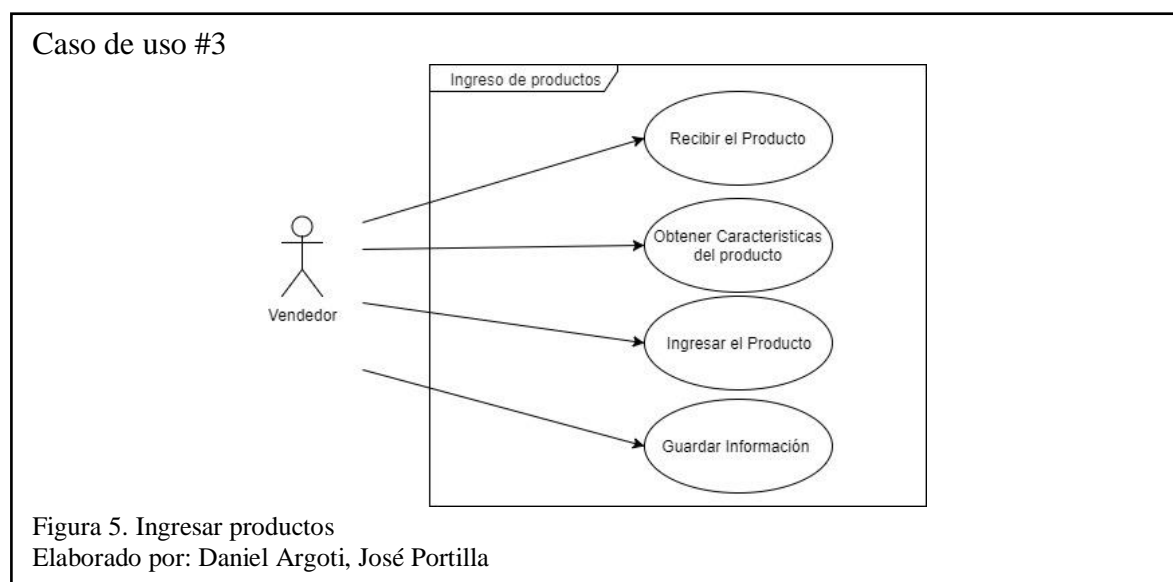 Caso de uso #3
Ingreso de productos
Recibir el Producto
Obtener Caracteristicas
del producto
Vendedor
Ingresar el Producto
Guardar Información
Figura 5. Ingresar productos
Elaborado por: Daniel Argoti, José Portilla